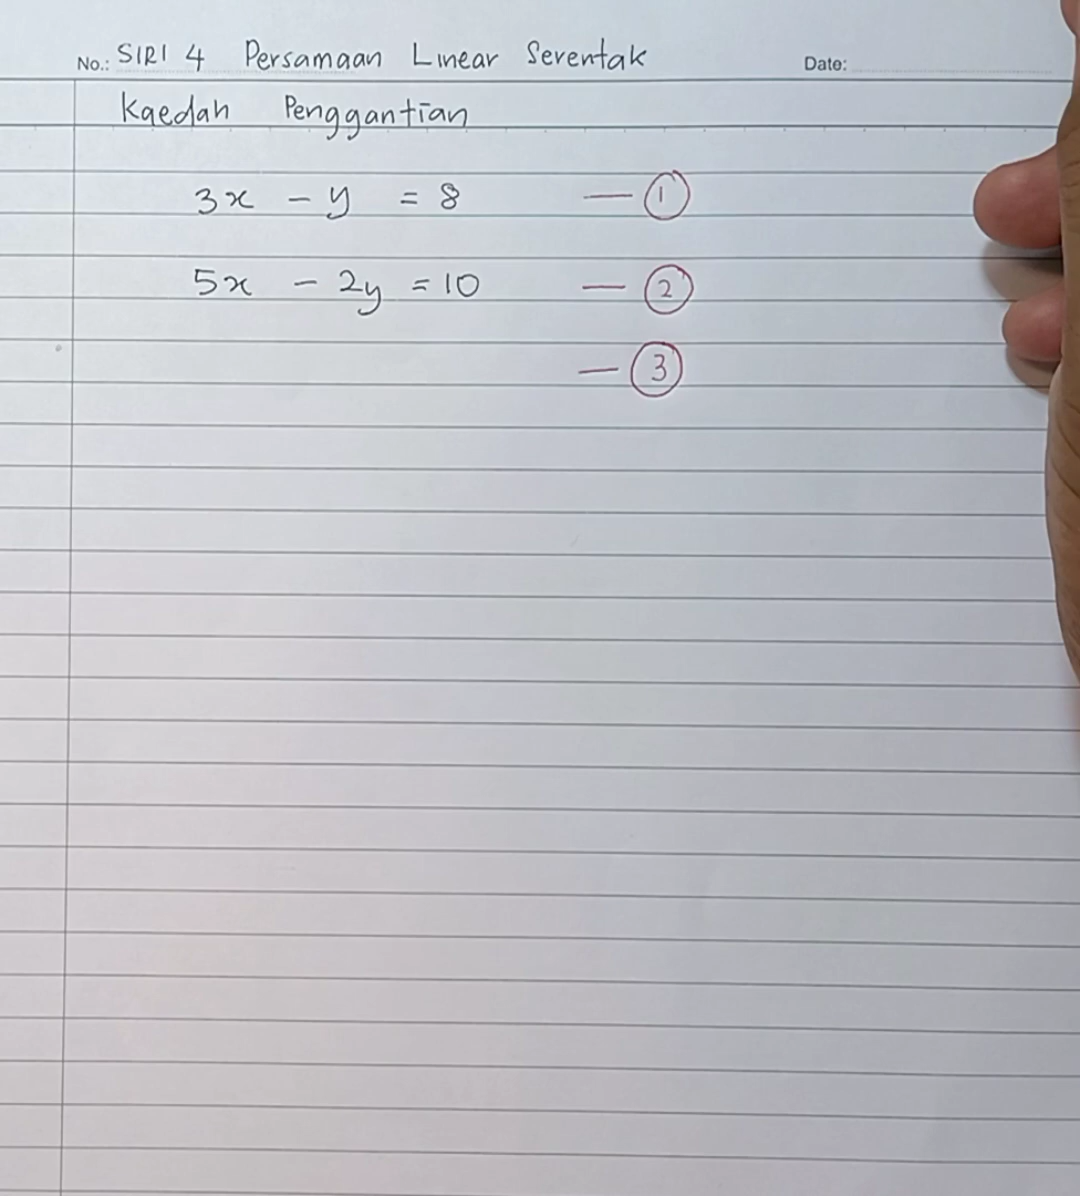 No.: SIRI 4 Persamaan Linear Serentak Date:
Kaedah Penggantian
3x - y = 8 — ①
5x - 2y = 10 — ②
— ③